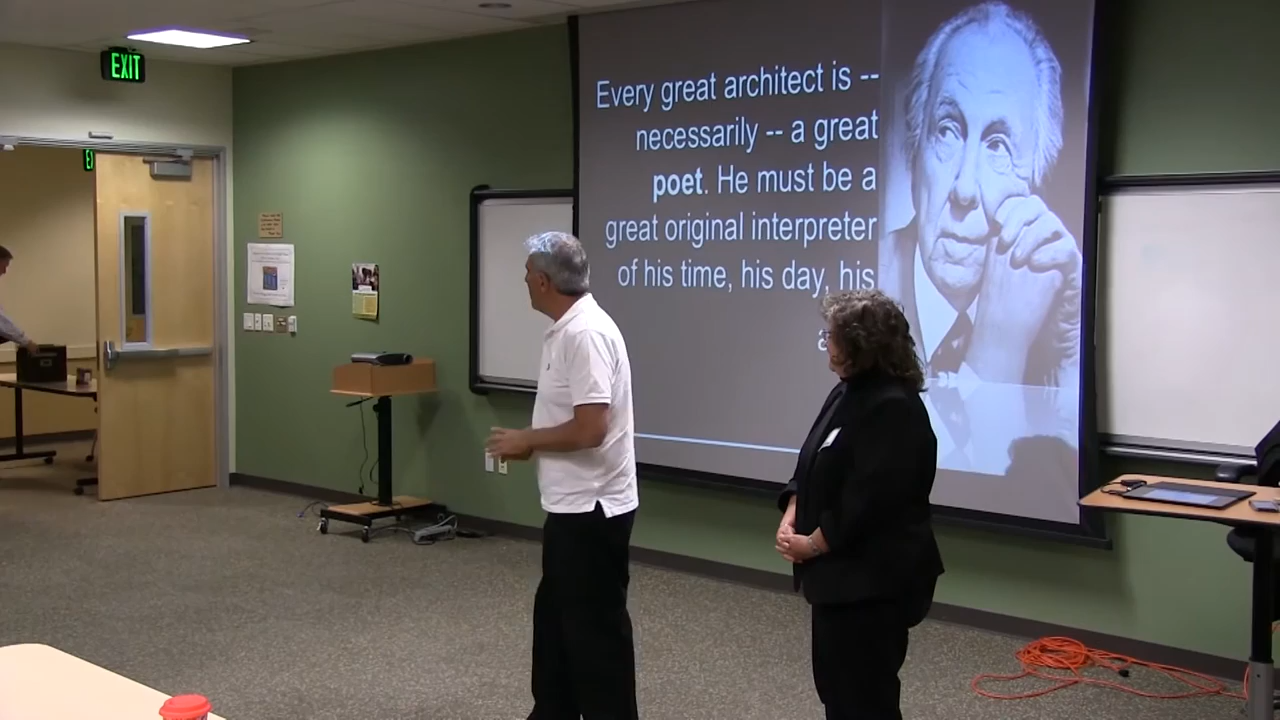 EXIT
Every great architect is --
necessarily -- a great
poet. He must be a
great original interpreter
of his time, his day, his